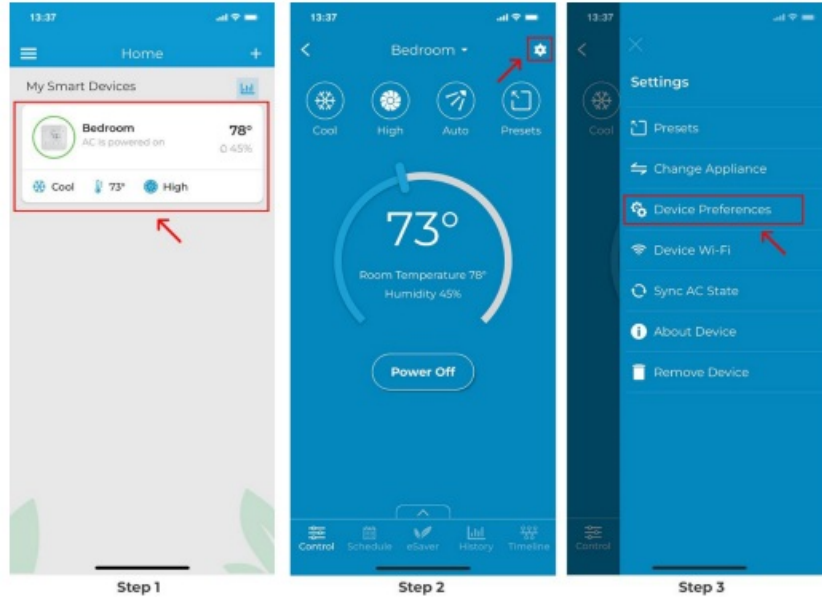 13:37
Home
My Smart Devices
Bedroom
AC is powered on
78°
45%
Cool
73°
High
Step 1
13:37
Bedroom
Cool
High
Auto
Presets
73°
Room Temperature 78°
Humidity 45%
Power Off
Control
Schedule
eSaver
History
Timeline
Step 2
13:37
Cool
Control
Settings
Presets
Change Appliance
Device Preferences
Device Wi-Fi
Sync AC State
About Device
Remove Device
Step 3